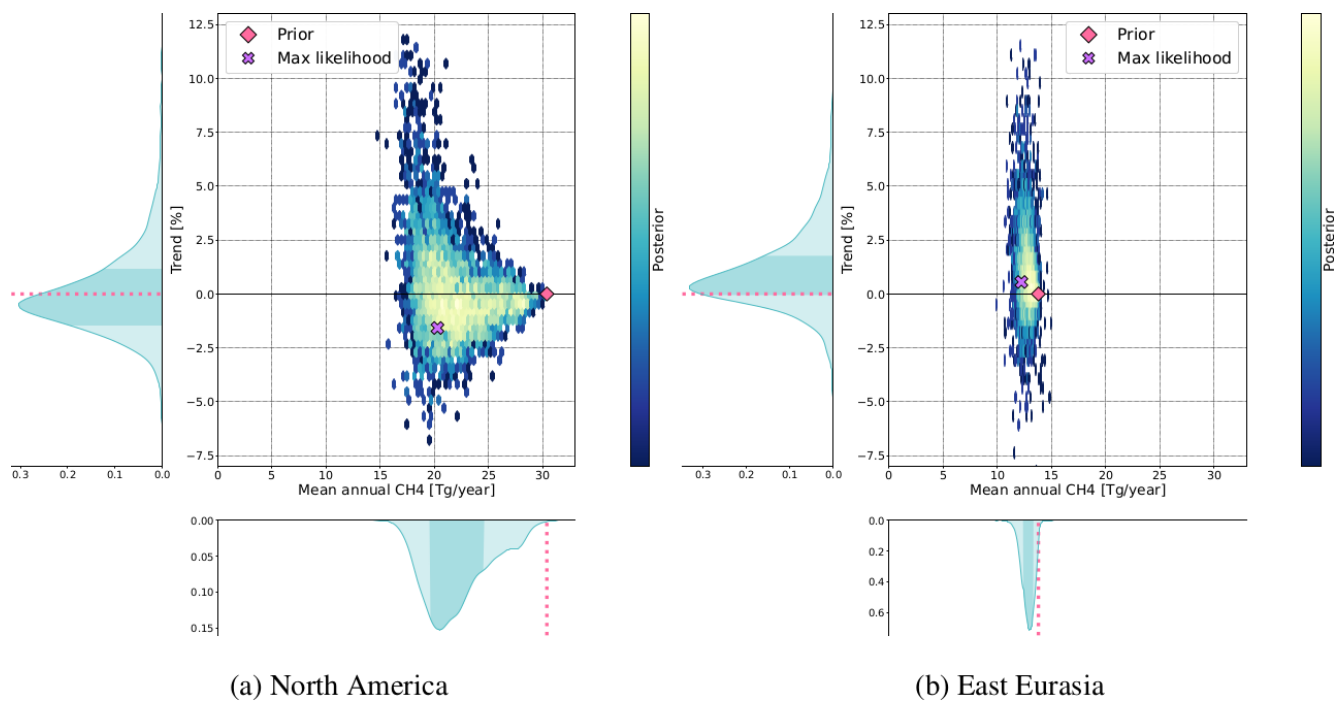 Prior
Max likelihood
12.5
10.0
7.5
5.0
2.5
0.0
−2.5
−5.0
−7.5
Trend [%]
0.3 0.2 0.1 0.0
0 5 10 15 20 25 30
Mean annual CH4 [Tg/year]
Posterior
0.00
0.05
0.10
0.15
(a) North America
Prior
Max likelihood
12.5
10.0
7.5
5.0
2.5
0.0
−2.5
−5.0
−7.5
Trend [%]
0.3 0.2 0.1 0.0
0 5 10 15 20 25 30
Mean annual CH4 [Tg/year]
Posterior
0.0
0.2
0.4
0.6
(b) East Eurasia